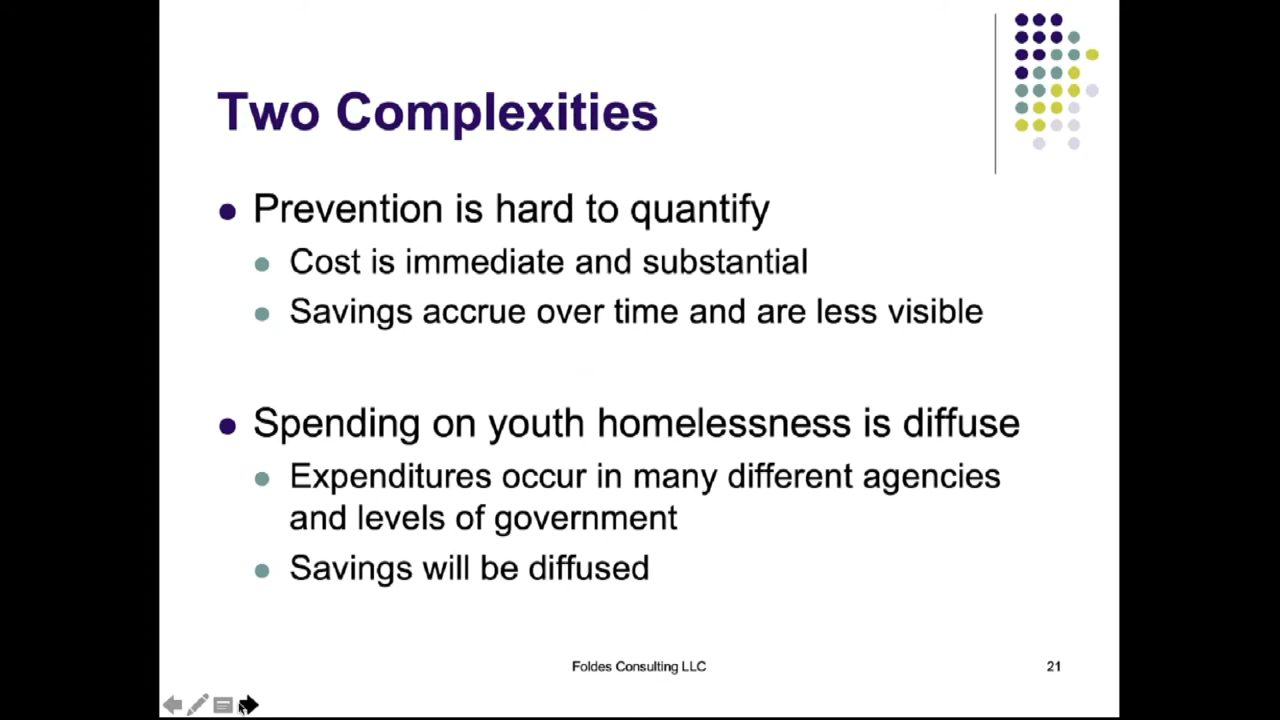 Two Complexities
Prevention is hard to quantify
Cost is immediate and substantial
Savings accrue over time and are less visible
Spending on youth homelessness is diffuse
Expenditures occur in many different agencies
and levels of government
Savings will be diffused
Foldes Consulting LLC
21